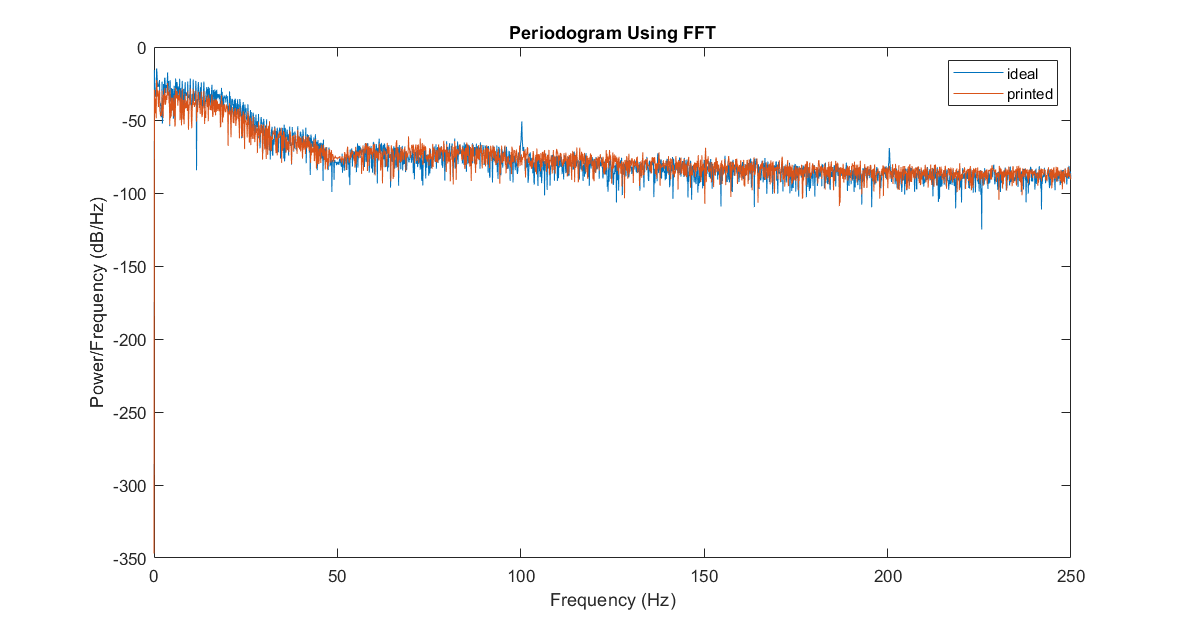 Periodogram Using FFT
ideal
printed
Power/Frequency (dB/Hz)
0
-50
-100
-150
-200
-250
-300
-350
0 50 100 150 200 250
Frequency (Hz)